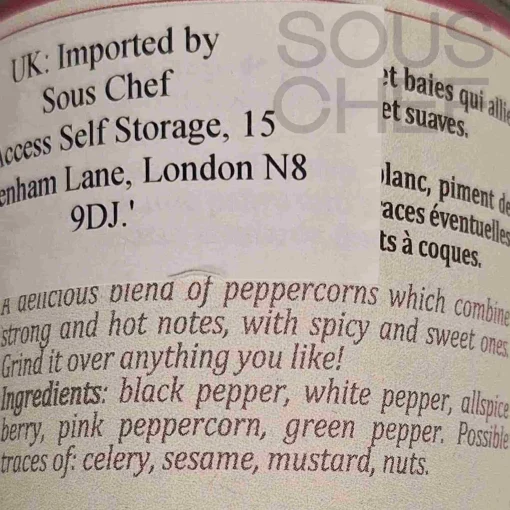 SOUS
CHEF
UK: Imported by
Sous Chef
Access Self Storage, 15
enham Lane, London N8
9DJ.'
et baies qui allie
et suaves.
blanc, piment de
races éventuelles
ts à coques.
A delicious blend of peppercorns which combine
strong and hot notes, with spicy and sweet ones.
Grind it over anything you like!
Ingredients: black pepper, white pepper, allspice
berry, pink peppercorn, green pepper. Possible
traces of: celery, sesame, mustard, nuts.